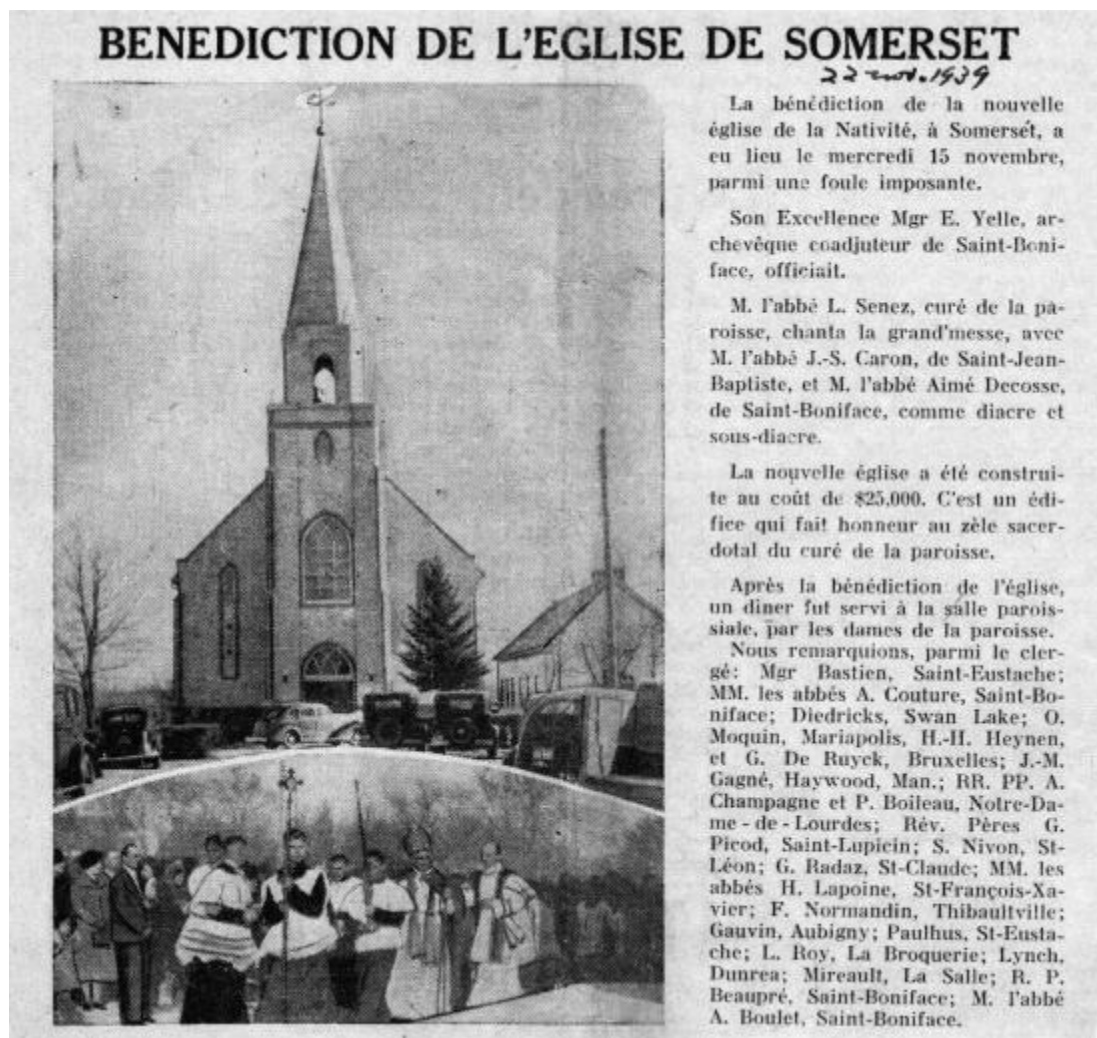 BENEDICTION DE L'EGLISE DE SOMERSET
22 nov. 1939
La bénédiction de la nouvelle
église de la Nativité, à Somerset, a
eu lieu le mercredi 15 novembre,
parmi une foule imposante.
Son Excellence Mgr E. Yelle, ar-
chevêque coadjuteur de Saint-Boni-
face, officiait.
M. l'abbé L. Senez, curé de la pa-
roisse, chanta la grand'messe, avec
M. l'abbé J.-S. Caron, de Saint-Jean-
Baptiste, et M. l'abbé Aimé Decosse,
de Saint-Boniface, comme diacre et
sous-diacre.
La nouvelle église a été construi-
te au coût de $25,000. C'est un édi-
fice qui fait honneur au zèle sacer-
dotal du curé de la paroisse.
Après la bénédiction de l'église,
un dîner fut servi à la salle parois-
siale, par les dames de la paroisse.
Nous remarquions, parmi le cler-
gé: Mgr Bastien, Saint-Eustache;
MM. les abbés A. Couture, Saint-Bo-
niface; Diedricks, Swan Lake; O.
Moquin, Mariapolis, H.-H. Heynen,
et G. De Ruyck, Bruxelles; J.-M.
Gagné, Haywood, Man.; RR. PP. A.
Champagne et P. Boileau, Notre-Da-
me-de-Lourdes; Rév. Pères G.
Picod, Saint-Lupicin; S. Nivon, St-
Léon; G. Radaz, St-Claude; MM. les
abbés H. Lapoine, St-François-Xa-
vier; F. Normandin, Thibaultville;
Gauvin, Aubigny; Paulhus, St-Eusta-
che; L. Roy, La Broquerie; Lynch,
Dunrea; Mireault, La Salle; R. P.
Beaupré, Saint-Boniface; M. l'abbé
A. Boulet, Saint-Boniface.